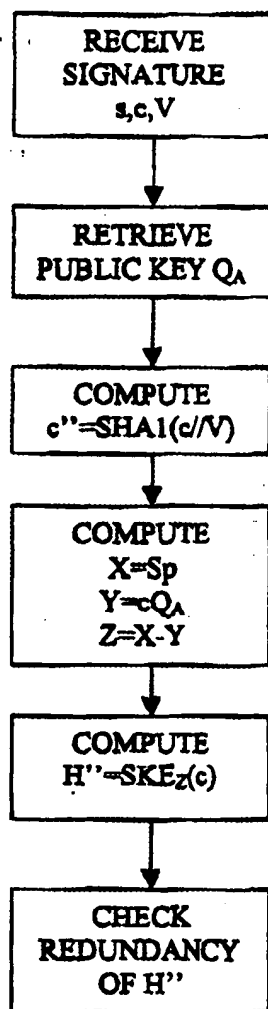 RECEIVE
SIGNATURE
s,c,V
RETRIEVE
PUBLIC KEY QA
COMPUTE
c''=SHA1(c//V)
COMPUTE
X=Sp
Y=cQA
Z=X-Y
COMPUTE
H''=SKEZ(c)
CHECK
REDUNDANCY
OF H''